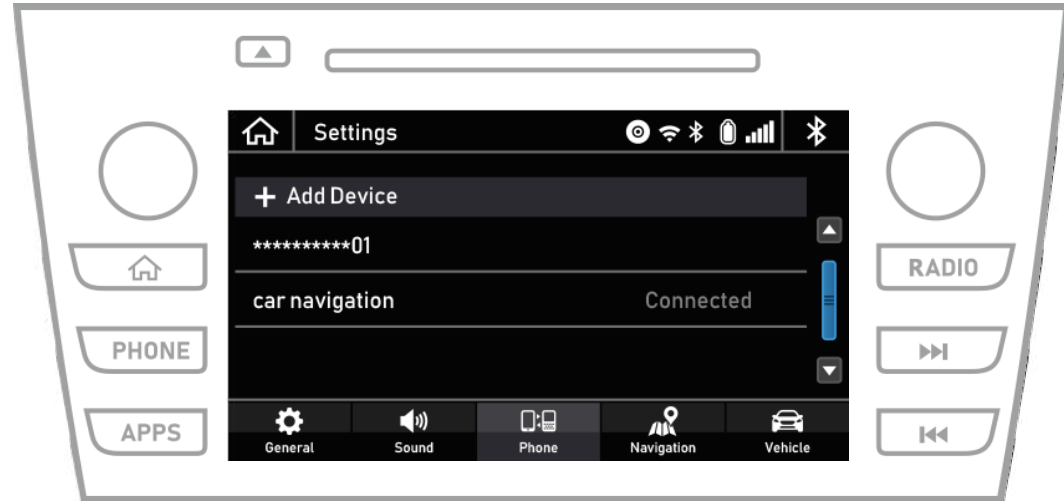 Settings
+ Add Device
**********01
car navigation Connected
RADIO
PHONE
APPS
General Sound Phone Navigation Vehicle